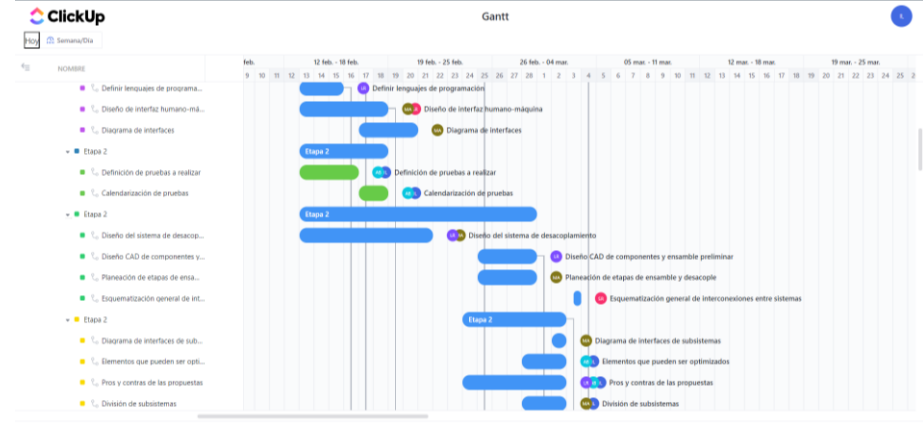 ClickUp
Gantt
Hoy
Semana/Día
NOMBRE
feb. 12 feb. - 18 feb. 19 feb. - 25 feb. 26 feb. - 04 mar. 05 mar. - 11 mar. 12 mar. - 18 mar. 19 mar. - 25 mar.
9 10 11 12 13 14 15 16 17 18 19 20 21 22 23 24 25 26 27 28 1 2 3 4 5 6 7 8 9 10 11 12 13 14 15 16 17 18 19 20 21 22 23 24 25 2
Definir lenguajes de programa... Definir lenguajes de programación
Diseño de interfaz humano-má... Diseño de interfaz humano-máquina
Diagrama de interfaces Diagrama de interfaces
Etapa 2 Etapa 2
Definición de pruebas a realizar Definición de pruebas a realizar
Calendarización de pruebas Calendarización de pruebas
Etapa 2 Etapa 2
Diseño del sistema de desacop... Diseño del sistema de desacoplamiento
Diseño CAD de componentes y... Diseño CAD de componentes y ensamble preliminar
Planeación de etapas de ensa... Planeación de etapas de ensamble y desacople
Esquematización general de int... Esquematización general de interconexiones entre sistemas
Etapa 2 Etapa 2
Diagrama de interfaces de sub... Diagrama de interfaces de subsistemas
Elementos que pueden ser opti... Elementos que pueden ser optimizados
Pros y contras de las propuestas Pros y contras de las propuestas
División de subsistemas División de subsistemas